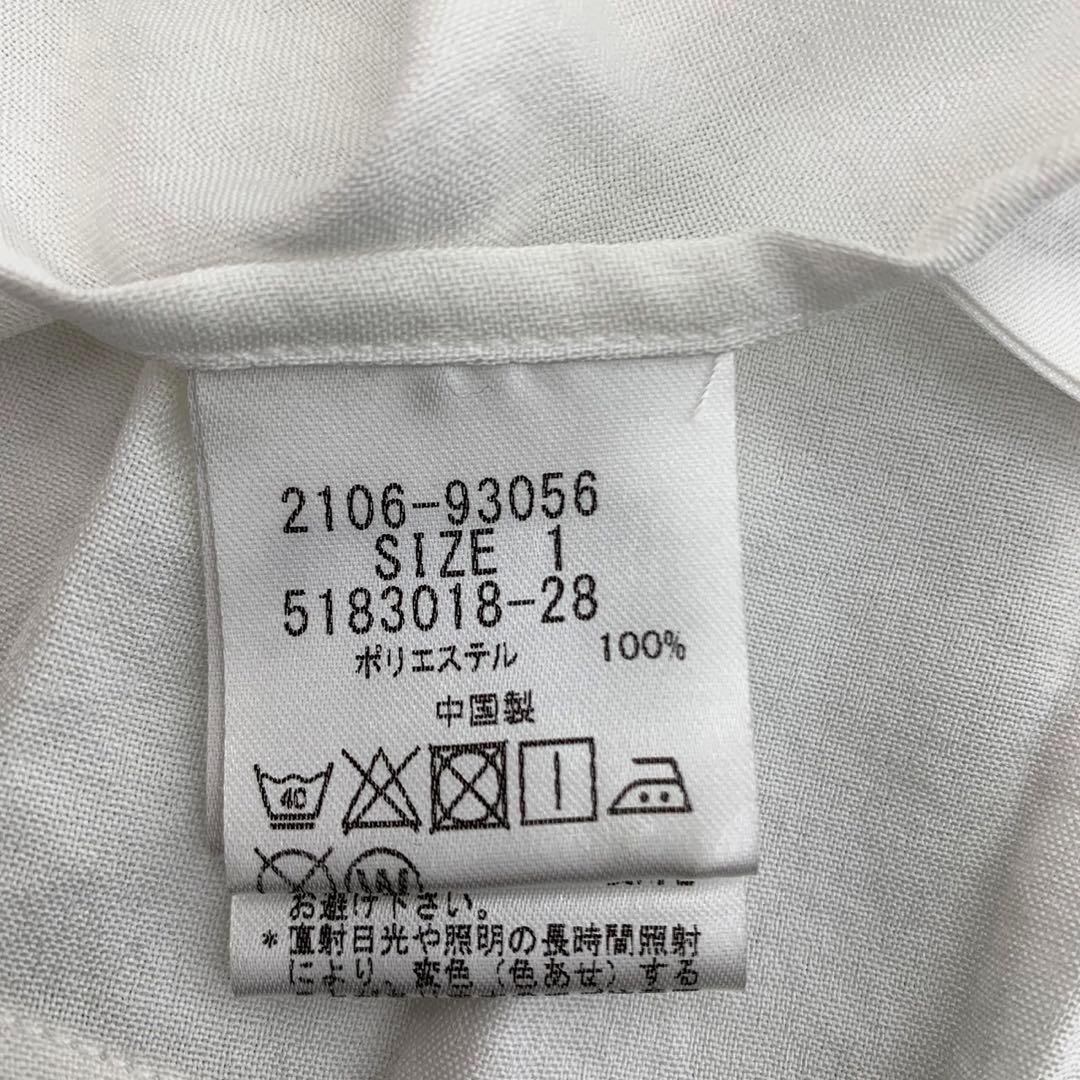 2106-93056
SIZE 1
5183018-28
ポリエステル 100%
中国製
40
W
お避け下さい。
*直射日光や照明の長時間照射
により、変色（色あせ）する